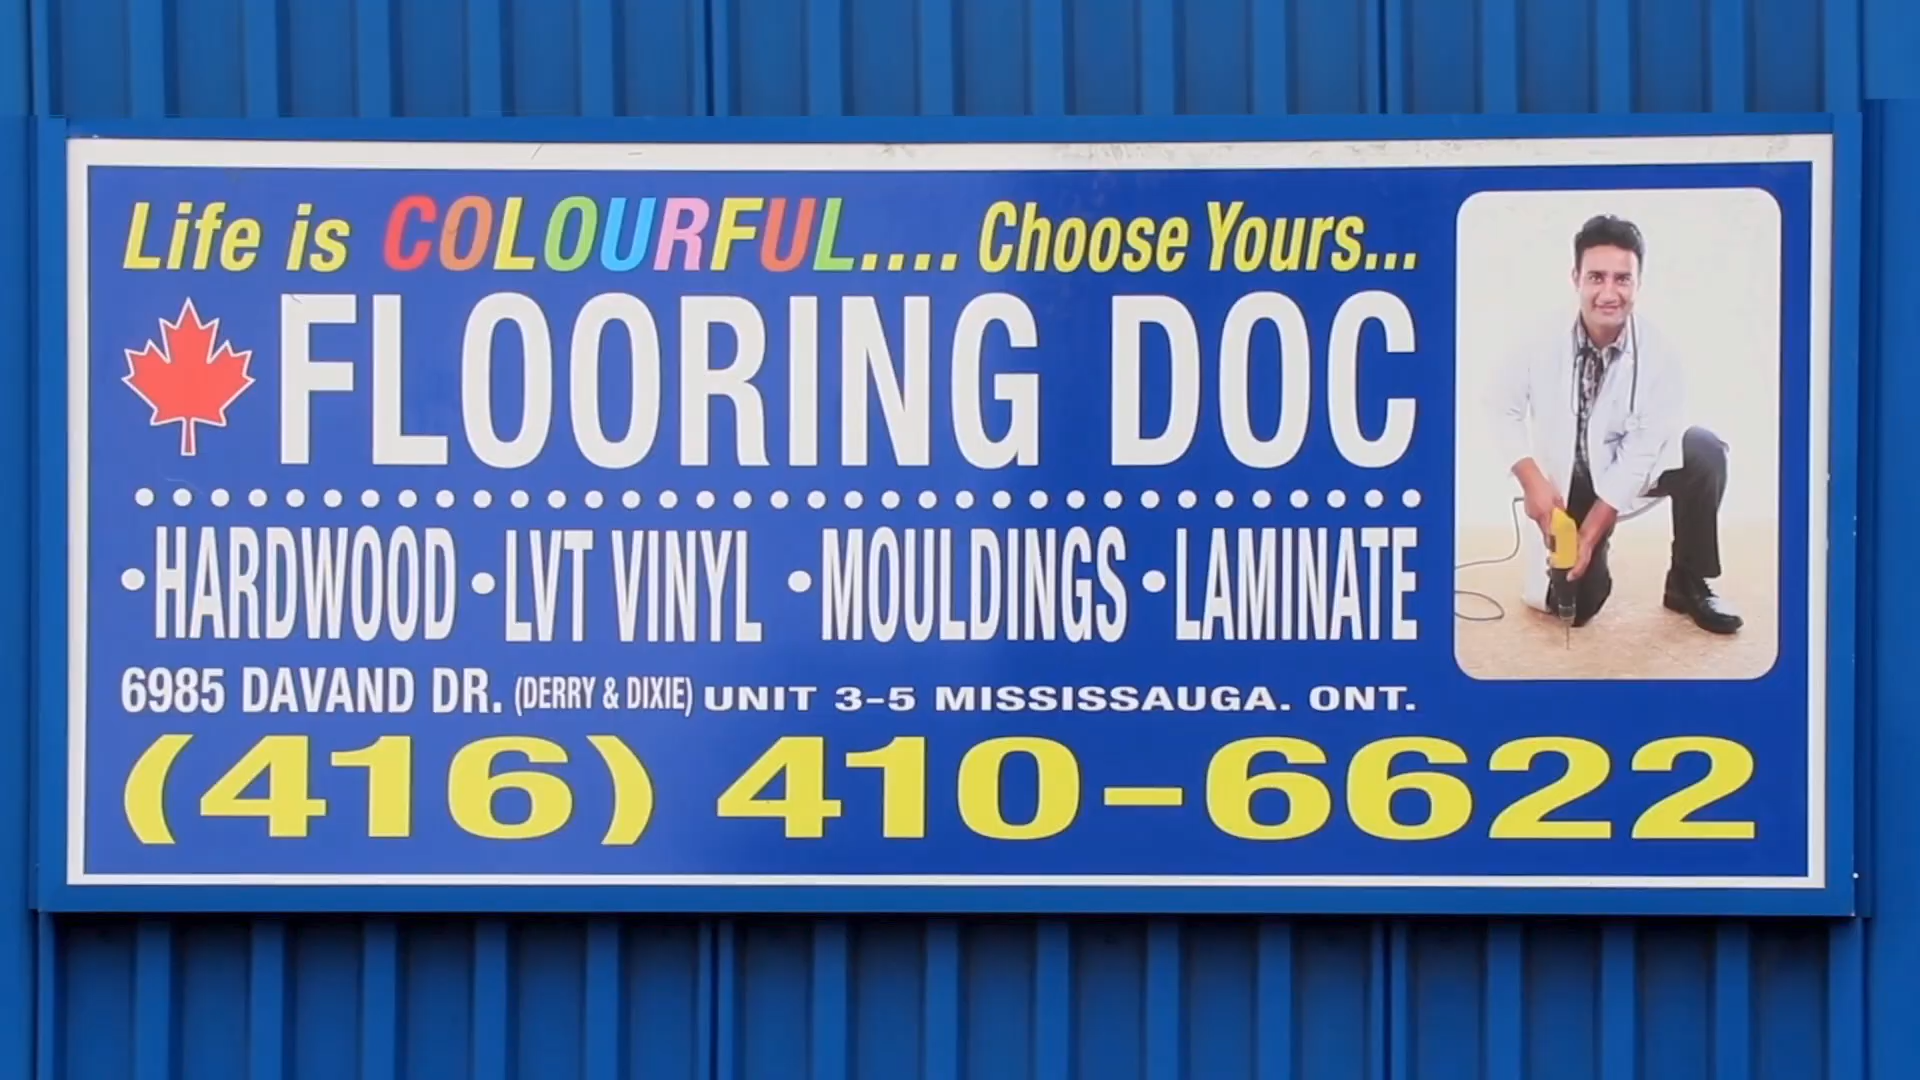 Life is COLOURFUL.... Choose Yours...
FLOORING DOC
•HARDWOOD •LVT VINYL •MOULDINGS •LAMINATE
6985 DAVAND DR. (DERRY & DIXIE) UNIT 3-5 MISSISSAUGA. ONT.
(416) 410-6622